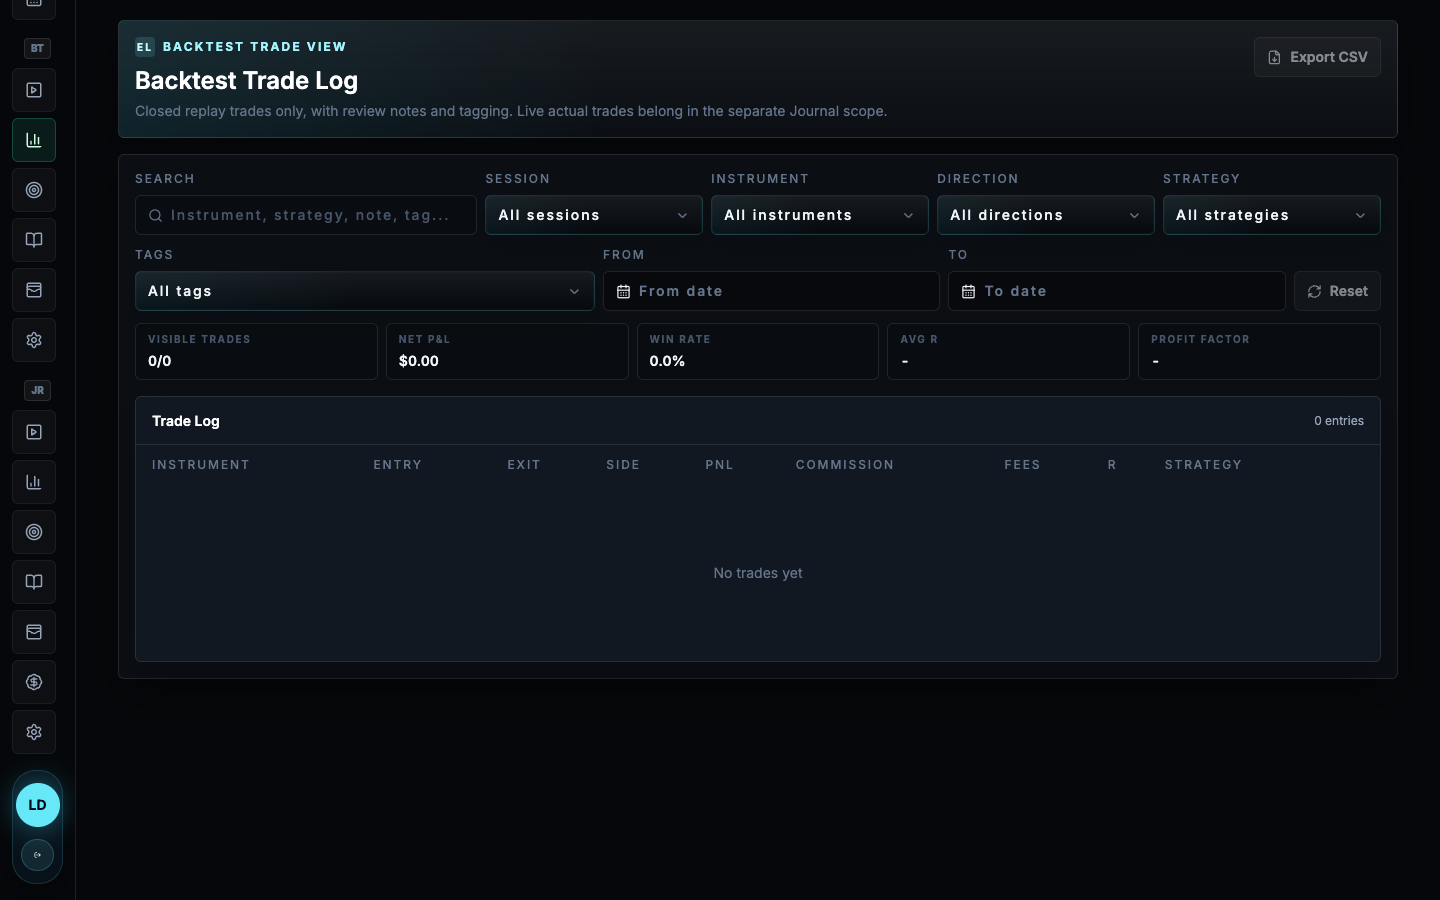 BT
JR
LD
EL BACKTEST TRADE VIEW
Backtest Trade Log
Closed replay trades only, with review notes and tagging. Live actual trades belong in the separate Journal scope.
Export CSV
SEARCH SESSION INSTRUMENT DIRECTION STRATEGY
Instrument, strategy, note, tag... All sessions All instruments All directions All strategies
TAGS FROM TO
All tags From date To date Reset
VISIBLE TRADES NET P&L WIN RATE AVG R PROFIT FACTOR
0/0 $0.00 0.0% - -
Trade Log 0 entries
INSTRUMENT ENTRY EXIT SIDE PNL COMMISSION FEES R STRATEGY
No trades yet